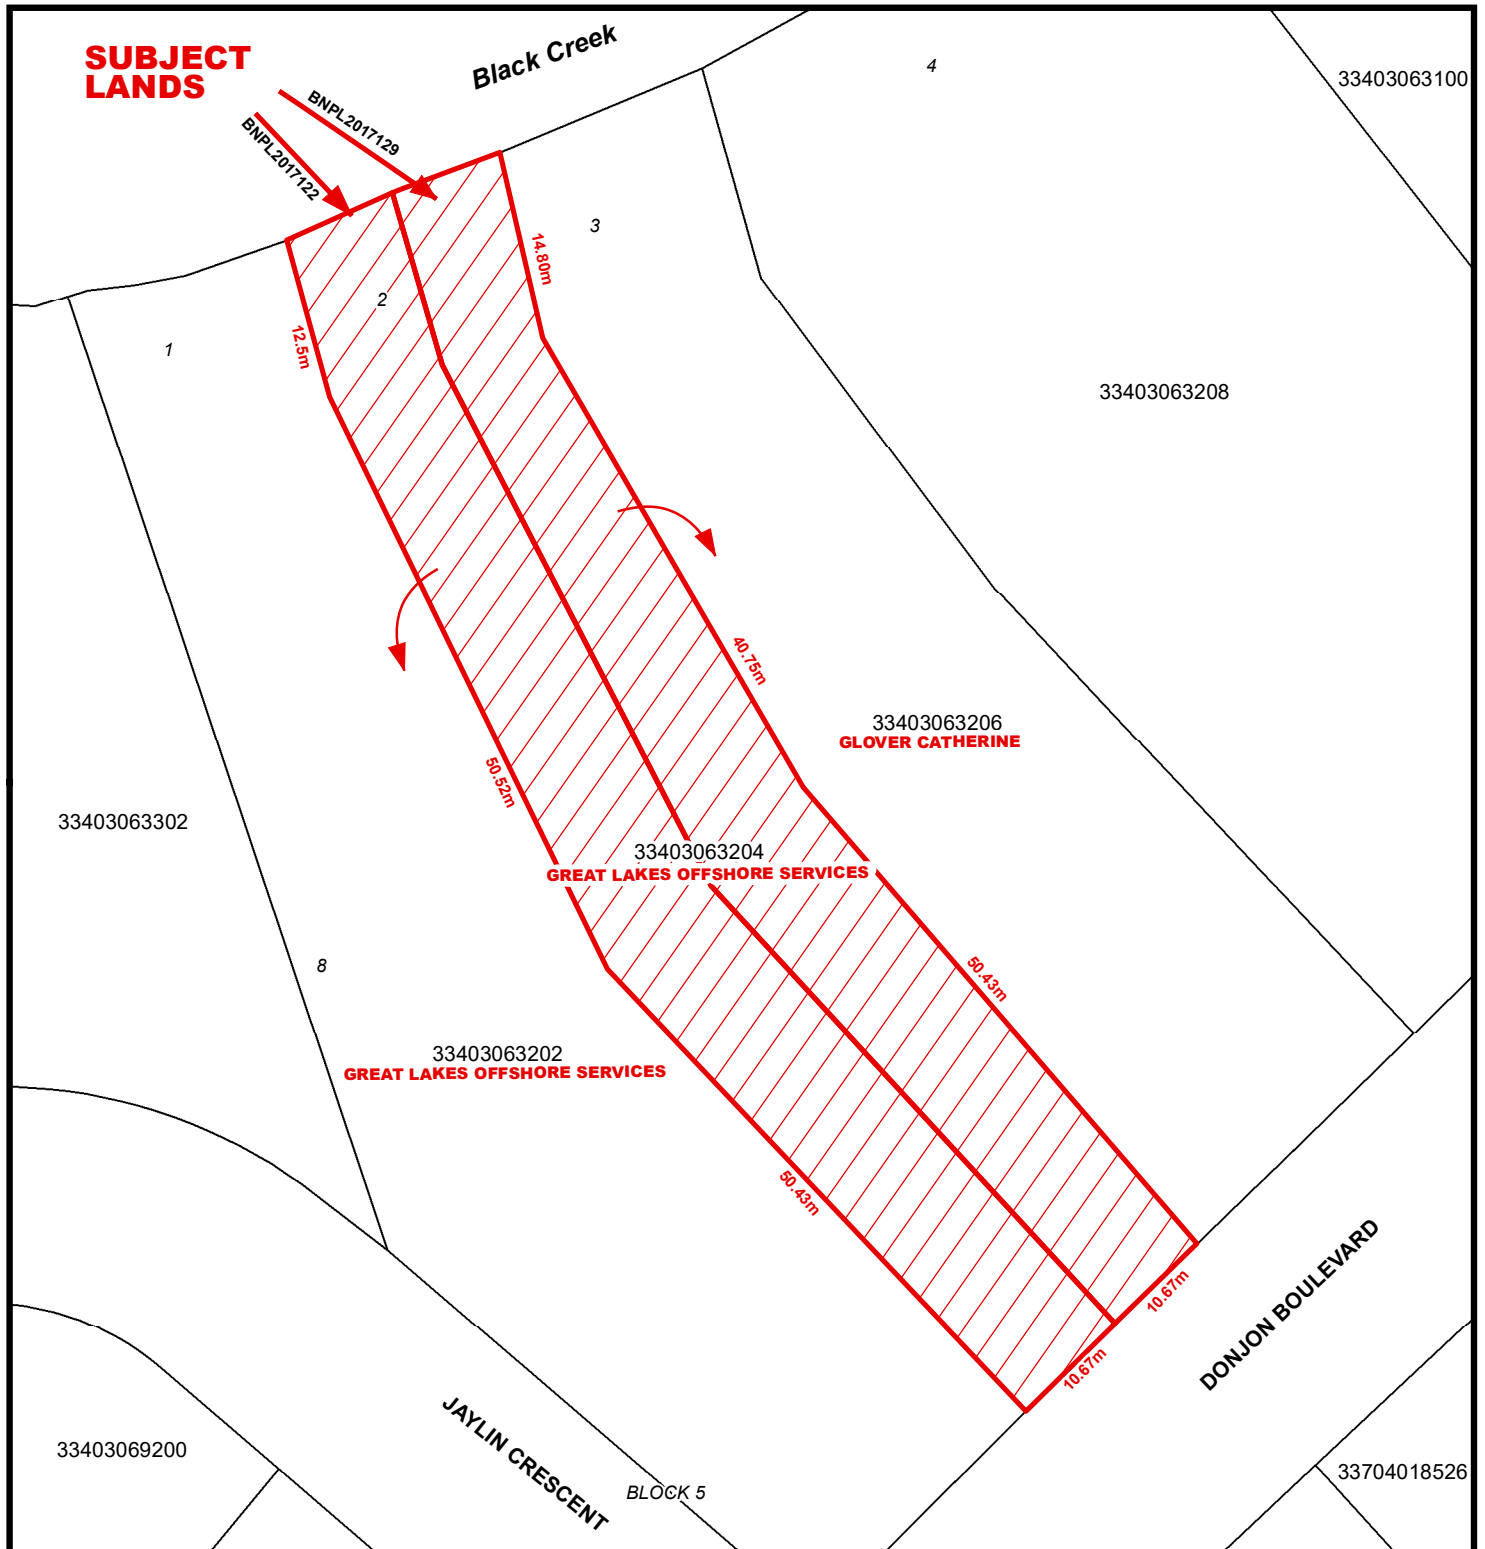 SUBJECT
LANDS
Black Creek
4
33403063100
BNPL2017129
BNPL2017122
3
14.80m
2
12.5m
1
33403063208
40.75m
33403063206
GLOVER CATHERINE
50.52m
33403063302
33403063204
GREAT LAKES OFFSHORE SERVICES
8
50.43m
33403063202
GREAT LAKES OFFSHORE SERVICES
50.43m
10.67m
DONJON BOULEVARD
10.67m
JAYLIN CRESCENT
33403069200
BLOCK 5
33704018526